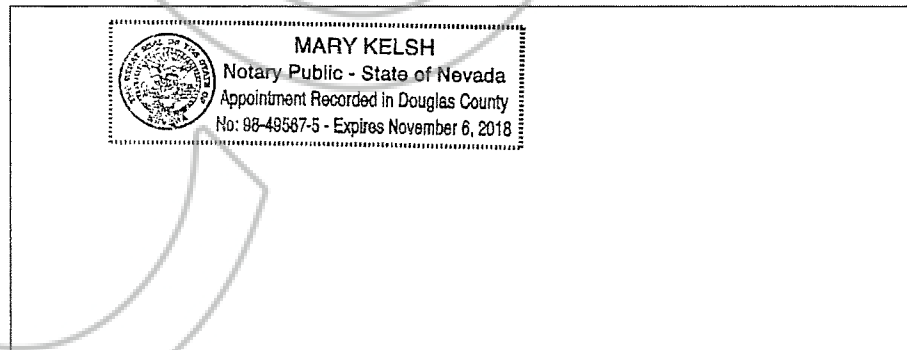 MARY KELSH
Notary Public - State of Nevada
Appointment Recorded in Douglas County
No: 98-49567-5 - Expires November 6, 2018